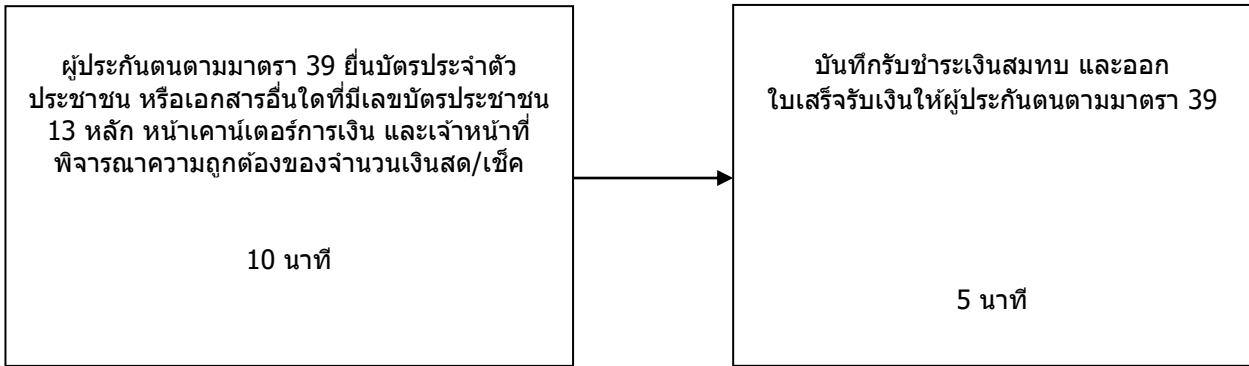 ผู้ประกันตนตามมาตรา 39 ยื่นบัตรประจำตัว
ประชาชน หรือเอกสารอื่นใดที่มีเลขบัตรประชาชน
13 หลัก หน้าเคาน์เตอร์การเงิน และเจ้าหน้าที่
พิจารณาความถูกต้องของจำนวนเงินสด/เช็ค
10 นาที
บันทึกรับชำระเงินสมทบ และออก
ใบเสร็จรับเงินให้ผู้ประกันตนตามมาตรา 39
5 นาที